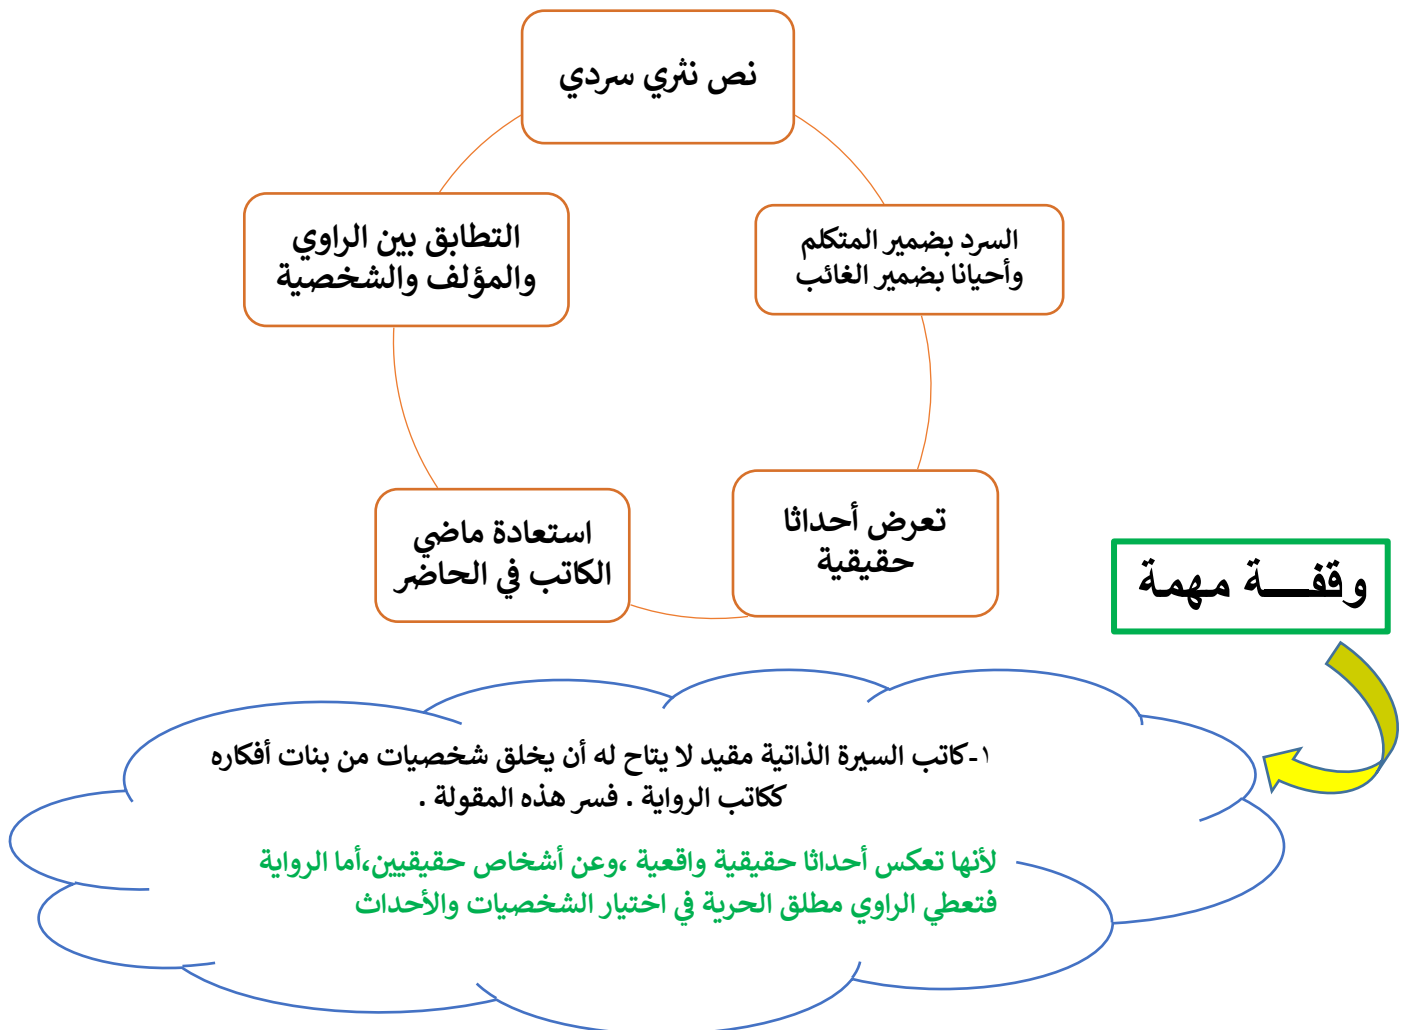 نص نثري سردي
السرد بضمير المتكلم
وأحيانا بضمير الغائب
التطابق بين الراوي
والمؤلف والشخصية
تعرض أحداثا
حقيقية
استعادة ماضي
الكاتب في الحاضر
وقفـــة مهمة
١-كاتب السيرة الذاتية مقيد لا يتاح له أن يخلق شخصيات من بنات أفكاره
ككاتب الرواية . فسر هذه المقولة .
لأنها تعكس أحداثا حقيقية واقعية ،وعن أشخاص حقيقيين،أما الرواية
فتعطي الراوي مطلق الحرية في اختيار الشخصيات والأحداث